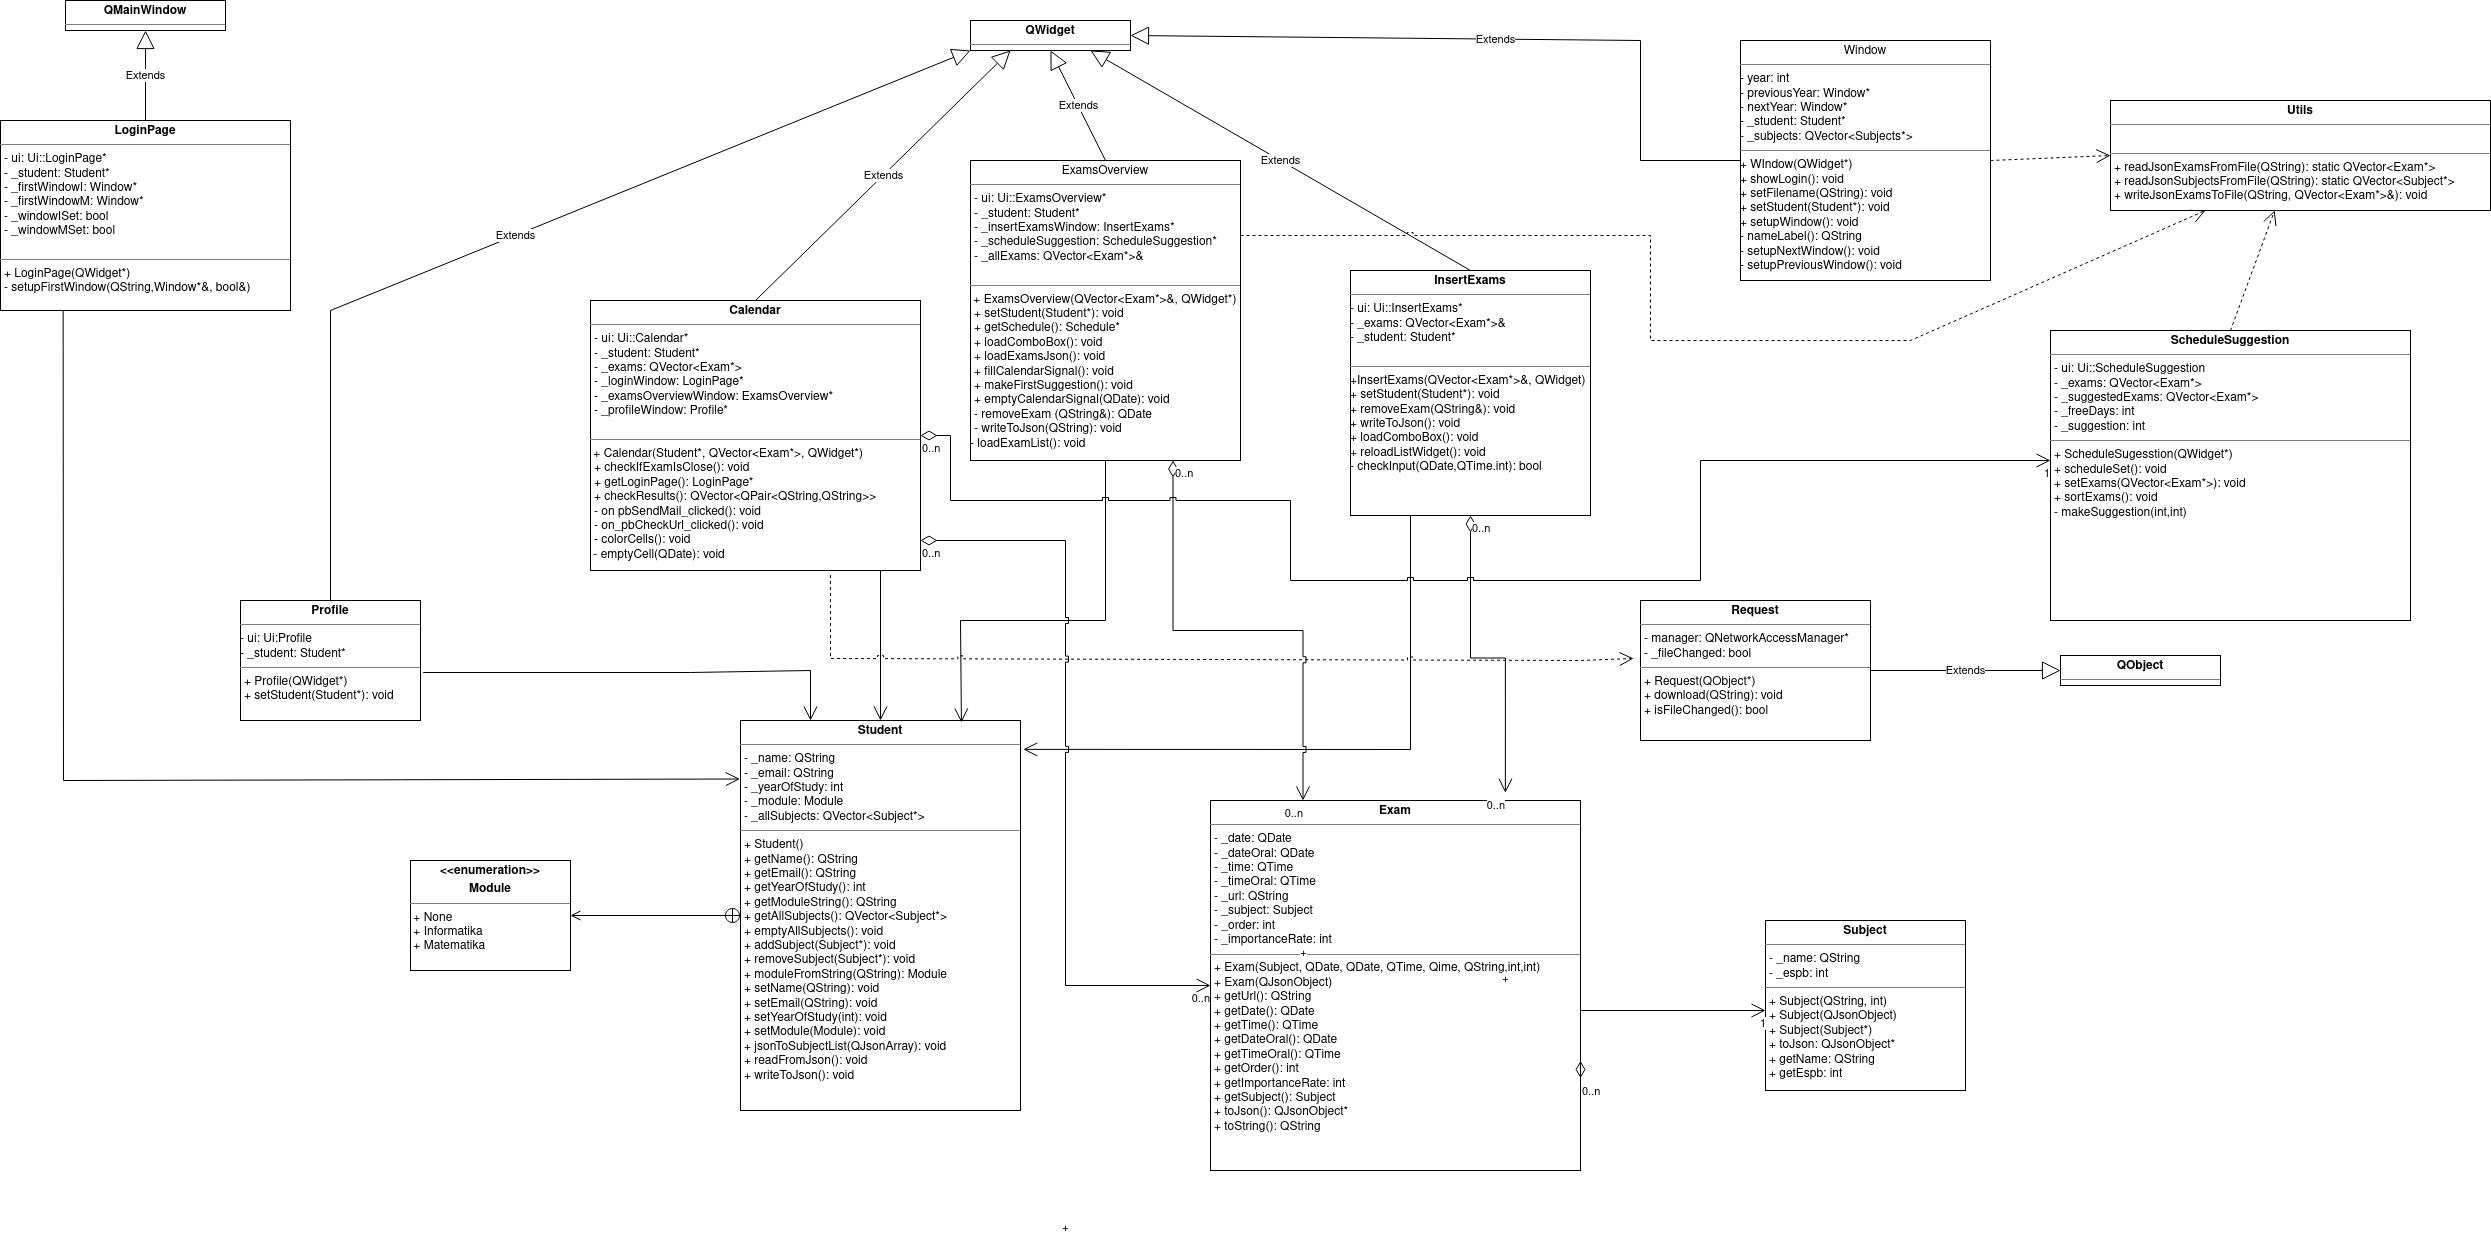 QMainWindow
Extends
LoginPage
- ui: Ui::LoginPage*
- _student: Student*
- _firstWindowI: Window*
- _firstWindowM: Window*
- _windowISet: bool
- _windowMSet: bool
+ LoginPage(QWidget*)
- setupFirstWindow(QString,Window*&, bool&)
QWidget
Extends
Extends
Extends
Extends
Extends
Window
- year: int
- previousYear: Window*
- nextYear: Window*
- _student: Student*
- _subjects: QVector<Subjects*>
+ WIndow(QWidget*)
+ showLogin(): void
+ setFilename(QString): void
+ setStudent(Student*): void
+ setupWindow(): void
- nameLabel(): QString
- setupNextWindow(): void
- setupPreviousWindow(): void
Utils
+ readJsonExamsFromFile(QString): static QVector<Exam*>
+ readJsonSubjectsFromFile(QString): static QVector<Subject*>
+ writeJsonExamsToFile(QString, QVector<Exam*>&): void
ExamsOverview
- ui: Ui::ExamsOverview*
- _student: Student*
- _insertExamsWindow: InsertExams*
- _scheduleSuggestion: ScheduleSuggestion*
- _allExams: QVector<Exam*>&
+ ExamsOverview(QVector<Exam*>&, QWidget*)
+ setStudent(Student*): void
+ getSchedule(): Schedule*
+ loadComboBox(): void
+ loadExamsJson(): void
+ fillCalendarSignal(): void
+ makeFirstSuggestion(): void
+ emptyCalendarSignal(QDate): void
- removeExam (QString&): QDate
- writeToJson(QString): void
- loadExamList(): void
0..n
InsertExams
- ui: Ui::InsertExams*
- _exams: QVector<Exam*>&
- _student: Student*
+InsertExams(QVector<Exam*>&, QWidget)
+ setStudent(Student*): void
+ removeExam(QString&): void
+ writeToJson(): void
+ loadComboBox(): void
+ reloadListWidget(): void
- checkInput(QDate,QTime.int): bool
0..n
Calendar
- ui: Ui::Calendar*
- _student: Student*
- _exams: QVector<Exam*>
- _loginWindow: LoginPage*
- _examsOverviewWindow: ExamsOverview*
- _profileWindow: Profile*
+ Calendar(Student*, QVector<Exam*>, QWidget*)
+ checkIfExamIsClose(): void
+ getLoginPage(): LoginPage*
+ checkResults(): QVector<QPair<QString,QString>>
- on pbSendMail_clicked(): void
- on_pbCheckUrl_clicked(): void
- colorCells(): void
- emptyCell(QDate): void
0..n
0..n
ScheduleSuggestion
- ui: Ui::ScheduleSuggestion
- _exams: QVector<Exam*>
- _suggestedExams: QVector<Exam*>
- _freeDays: int
- _suggestion: int
+ ScheduleSugesstion(QWidget*)
+ scheduleSet(): void
+ setExams(QVector<Exam*>): void
+ sortExams(): void
- makeSuggestion(int,int)
1
Profile
- ui: Ui:Profile
- _student: Student*
+ Profile(QWidget*)
+ setStudent(Student*): void
Request
- manager: QNetworkAccessManager*
- _fileChanged: bool
+ Request(QObject*)
+ download(QString): void
+ isFileChanged(): bool
Extends
QObject
Student
- _name: QString
- _email: QString
- _yearOfStudy: int
- _module: Module
- _allSubjects: QVector<Subject*>
+ Student()
+ getName(): QString
+ getEmail(): QString
+ getYearOfStudy(): int
+ getModuleString(): QString
+ getAllSubjects(): QVector<Subject*>
+ emptyAllSubjects(): void
+ addSubject(Subject*): void
+ removeSubject(Subject*): void
+ moduleFromString(QString): Module
+ setName(QString): void
+ setEmail(QString): void
+ setYearOfStudy(int): void
+ setModule(Module): void
+ jsonToSubjectList(QJsonArray): void
+ readFromJson(): void
+ writeToJson(): void
<<enumeration>>
Module
+ None
+ Informatika
+ Matematika
0..n
0..n
Exam
- _date: QDate
- _dateOral: QDate
- _time: QTime
- _timeOral: QTime
- _url: QString
- _subject: Subject
- _order: int
- _importanceRate: int
+
+ Exam(Subject, QDate, QDate, QTime, Qime, QString,int,int)
+
+ Exam(QJsonObject)
+ getUrl(): QString
+ getDate(): QDate
+ getTime(): QTime
+ getDateOral(): QDate
+ getTimeOral(): QTime
+ getOrder(): int
+ getImportanceRate: int
+ getSubject(): Subject
+ toJson(): QJsonObject*
+ toString(): QString
0..n
0..n
Subject
- _name: QString
- _espb: int
+ Subject(QString, int)
+ Subject(QJsonObject)
+ Subject(Subject*)
+ toJson: QJsonObject*
+ getName: QString
+ getEspb: int
1
+